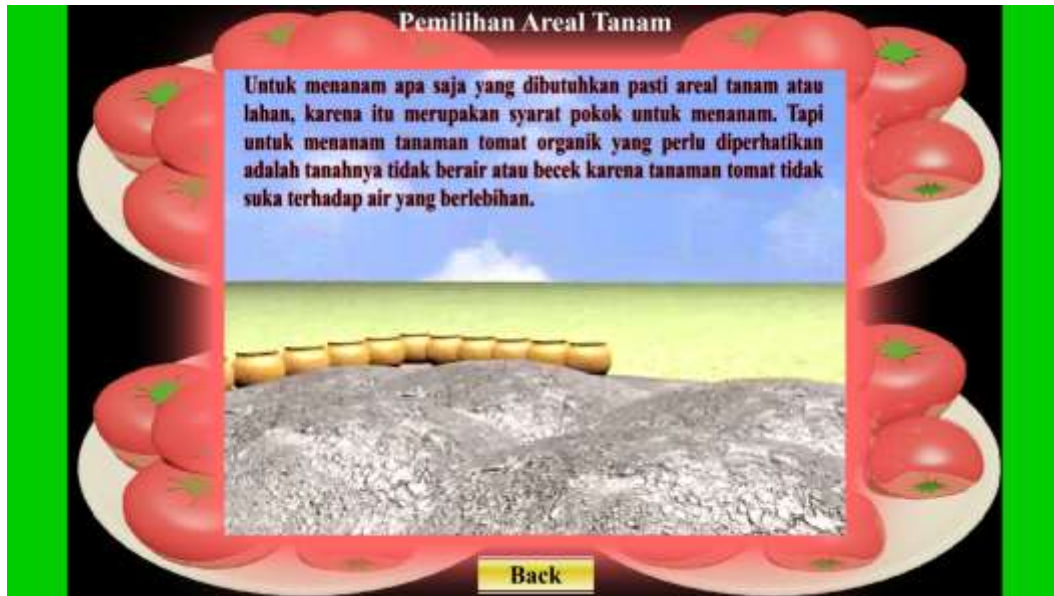 Pemilihan Areal Tanam
Untuk menanam apa saja yang dibutuhkan pasti areal tanam atau
lahan, karena itu merupakan syarat pokok untuk menanam. Tapi
untuk menanam tanaman tomat organik yang perlu diperhatikan
adalah tanahnya tidak berair atau becek karena tanaman tomat tidak
suka terhadap air yang berlebihan.
Back